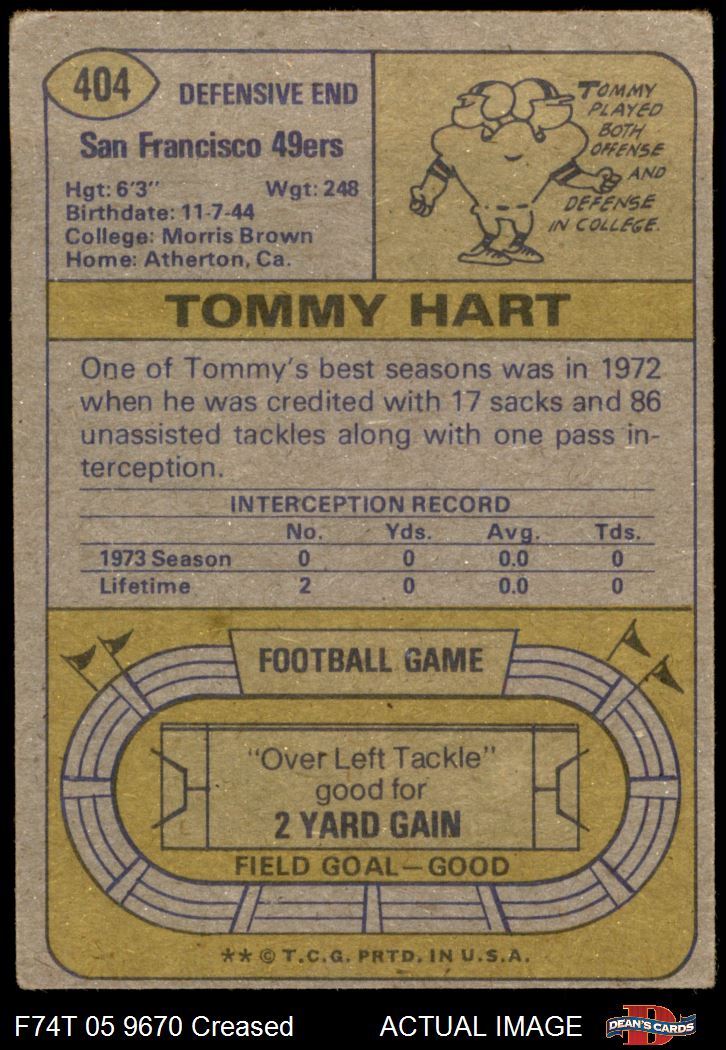 404
DEFENSIVE END
San Francisco 49ers
Hgt: 6'3" Wgt: 248
Birthdate: 11-7-44
College: Morris Brown
Home: Atherton, Ca.
TOMMY
PLAYED
BOTH
OFFENSE
AND
DEFENSE
IN COLLEGE.
TOMMY HART
One of Tommy's best seasons was in 1972
when he was credited with 17 sacks and 86
unassisted tackles along with one pass in-
terception.
INTERCEPTION RECORD
No. Yds. Avg. Tds.
1973 Season 0 0 0.0 0
Lifetime 2 0 0.0 0
FOOTBALL GAME
"Over Left Tackle"
good for
2 YARD GAIN
FIELD GOAL—GOOD
** © T.C.G. PRTD. IN U.S.A.
F74T 05 9670 Creased ACTUAL IMAGE
D
DEAN'S CARDS